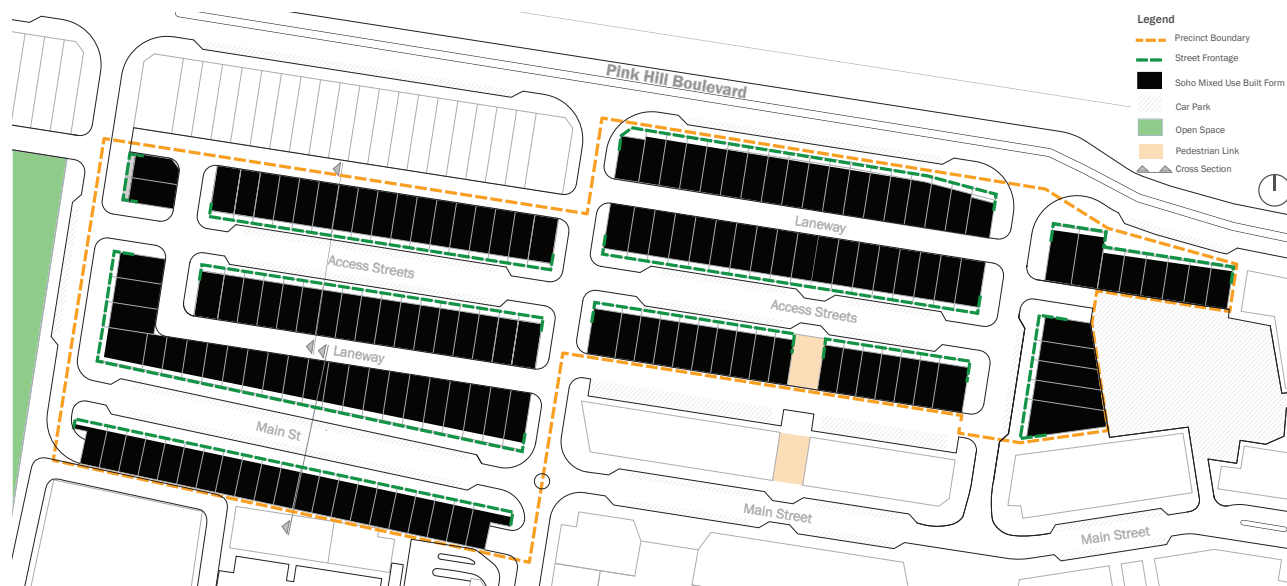 Legend
Precinct Boundary
Street Frontage
Soho Mixed Use Built Form
Car Park
Open Space
Pedestrian Link
Cross Section
Pink Hill Boulevard
Laneway
Access Streets
Access Streets
Laneway
Main St
Main Street
Main Street